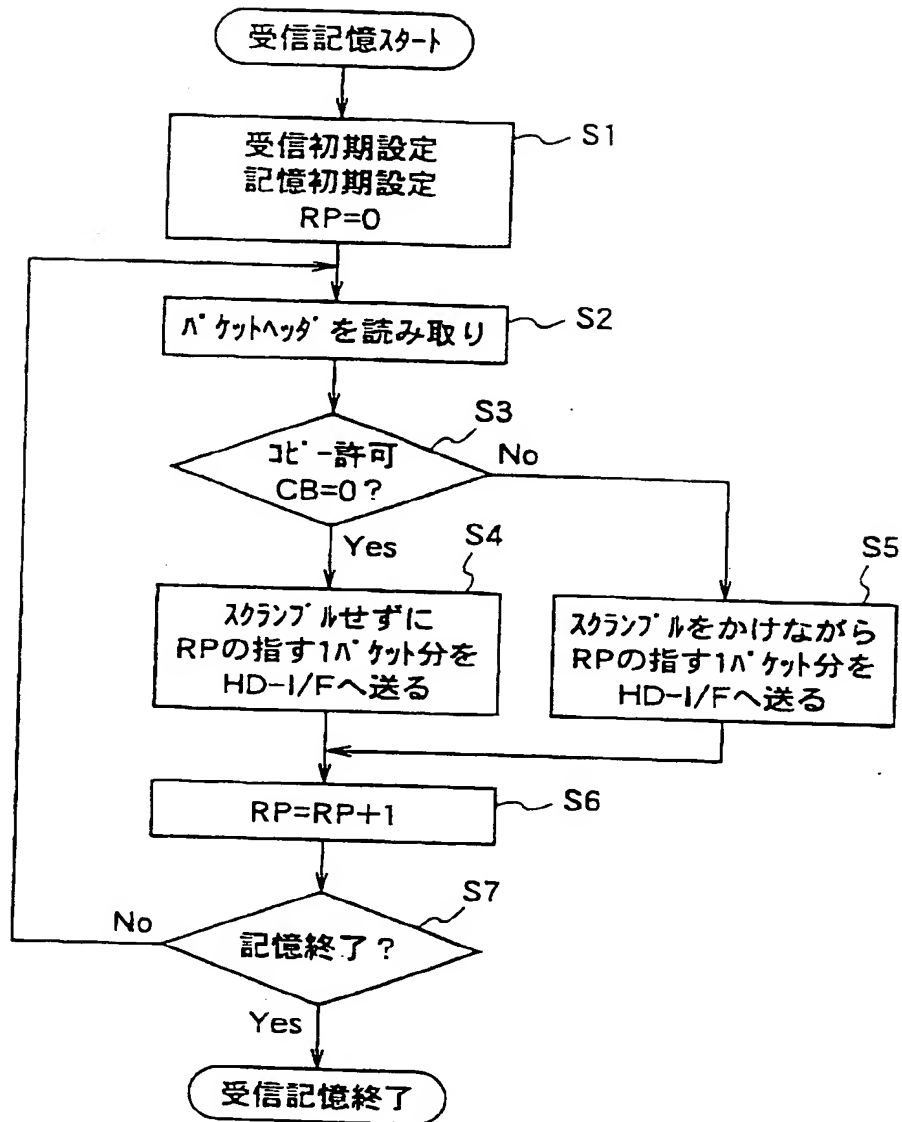 受信記憶スタート
S1
受信初期設定
記憶初期設定
RP=0
パケットヘッダを読み取り
S2
S3
コピー許可
CB=0?
No
Yes
S4
スクランブルせずに
RPの指す1パケット分を
HD-I/Fへ送る
S5
スクランブルをかけながら
RPの指す1パケット分を
HD-I/Fへ送る
RP=RP+1
S6
S7
記憶終了?
No
Yes
受信記憶終了